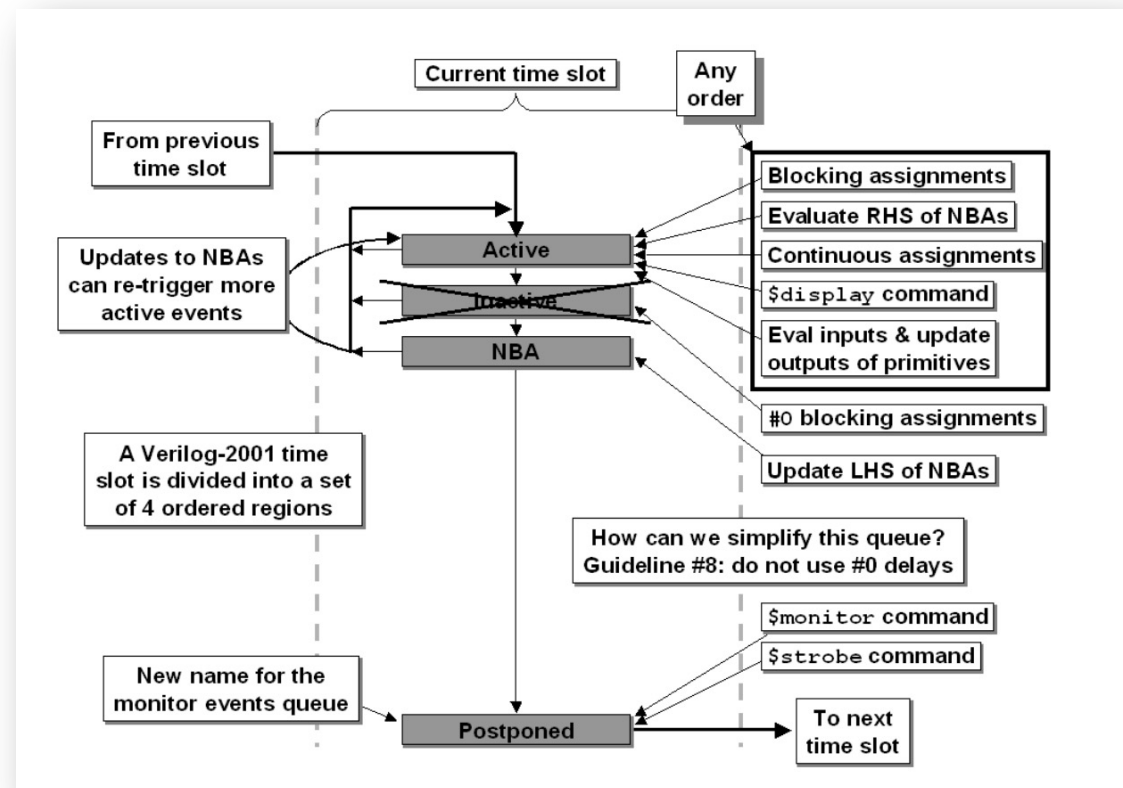 Current time slot
Any
order
From previous
time slot
Blocking assignments
Evaluate RHS of NBAs
Continuous assignments
$display command
Eval inputs & update
outputs of primitives
Updates to NBAs
can re-trigger more
active events
Active
Inactive
NBA
#0 blocking assignments
Update LHS of NBAs
A Verilog-2001 time
slot is divided into a set
of 4 ordered regions
How can we simplify this queue?
Guideline #8: do not use #0 delays
$monitor command
$strobe command
New name for the
monitor events queue
Postponed
To next
time slot